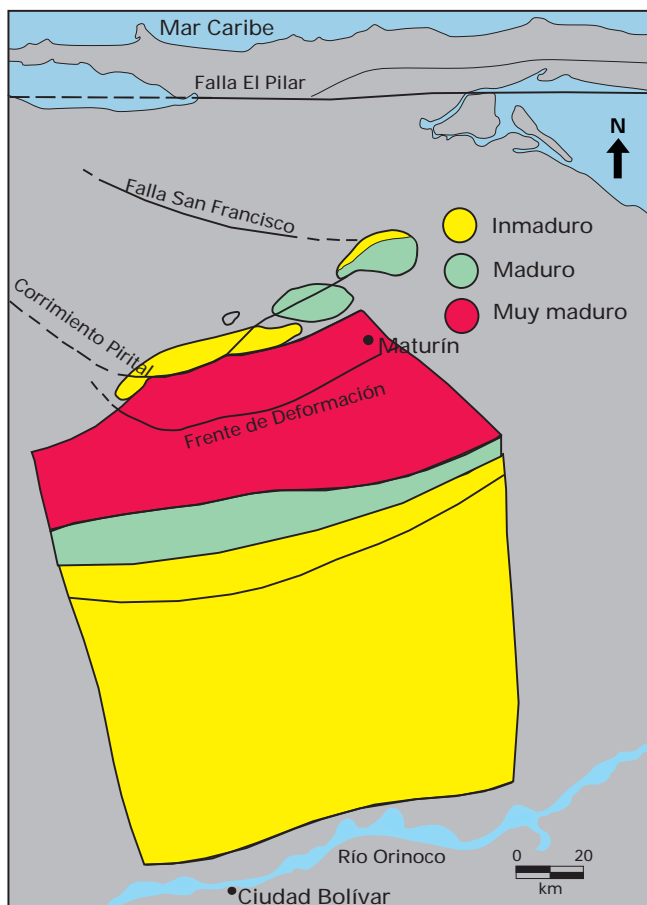 Mar Caribe
Falla El Pilar
N
Falla San Francisco
Inmaduro
Maduro
Muy maduro
Corrimiento Pirital
Maturín
Frente de Deformación
Río Orinoco
0 20
km
Ciudad Bolívar